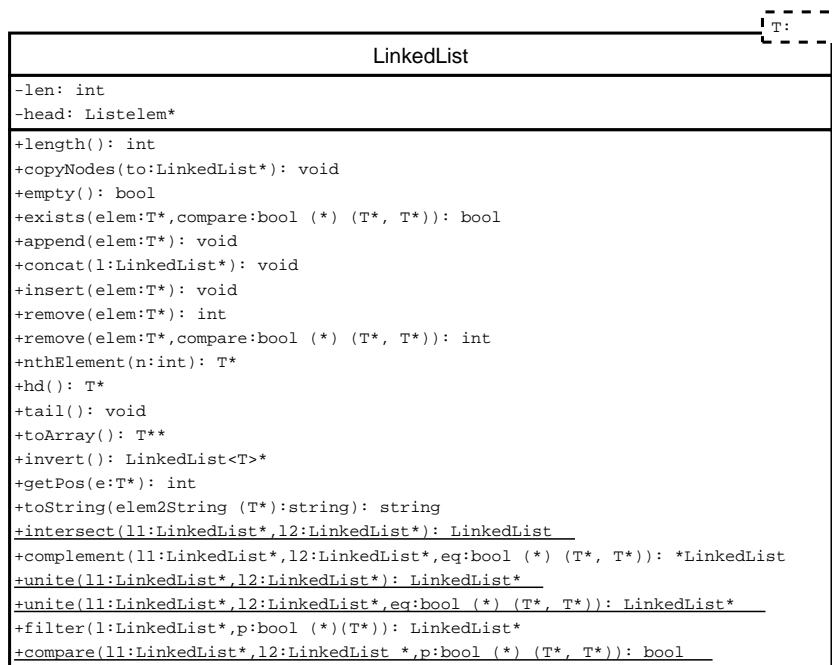 T:
LinkedList
-len: int
-head: Listelem*
+length(): int
+copyNodes(to:LinkedList*): void
+empty(): bool
+exists(elem:T*,compare:bool (*) (T*, T*)): bool
+append(elem:T*): void
+concat(l:LinkedList*): void
+insert(elem:T*): void
+remove(elem:T*): int
+remove(elem:T*,compare:bool (*) (T*, T*)): int
+nthElement(n:int): T*
+hd(): T*
+tail(): void
+toArray(): T**
+invert(): LinkedList<T>*
+getPos(e:T*): int
+toString(elem2String (T*):string): string
+intersect(l1:LinkedList*,l2:LinkedList*): LinkedList
+complement(l1:LinkedList*,l2:LinkedList*,eq:bool (*) (T*, T*)): *LinkedList
+unite(l1:LinkedList*,l2:LinkedList*): LinkedList*
+unite(l1:LinkedList*,l2:LinkedList*,eq:bool (*) (T*, T*)): LinkedList*
+filter(l:LinkedList*,p:bool (*)(T*)): LinkedList*
+compare(l1:LinkedList*,l2:LinkedList *,p:bool (*) (T*, T*)): bool